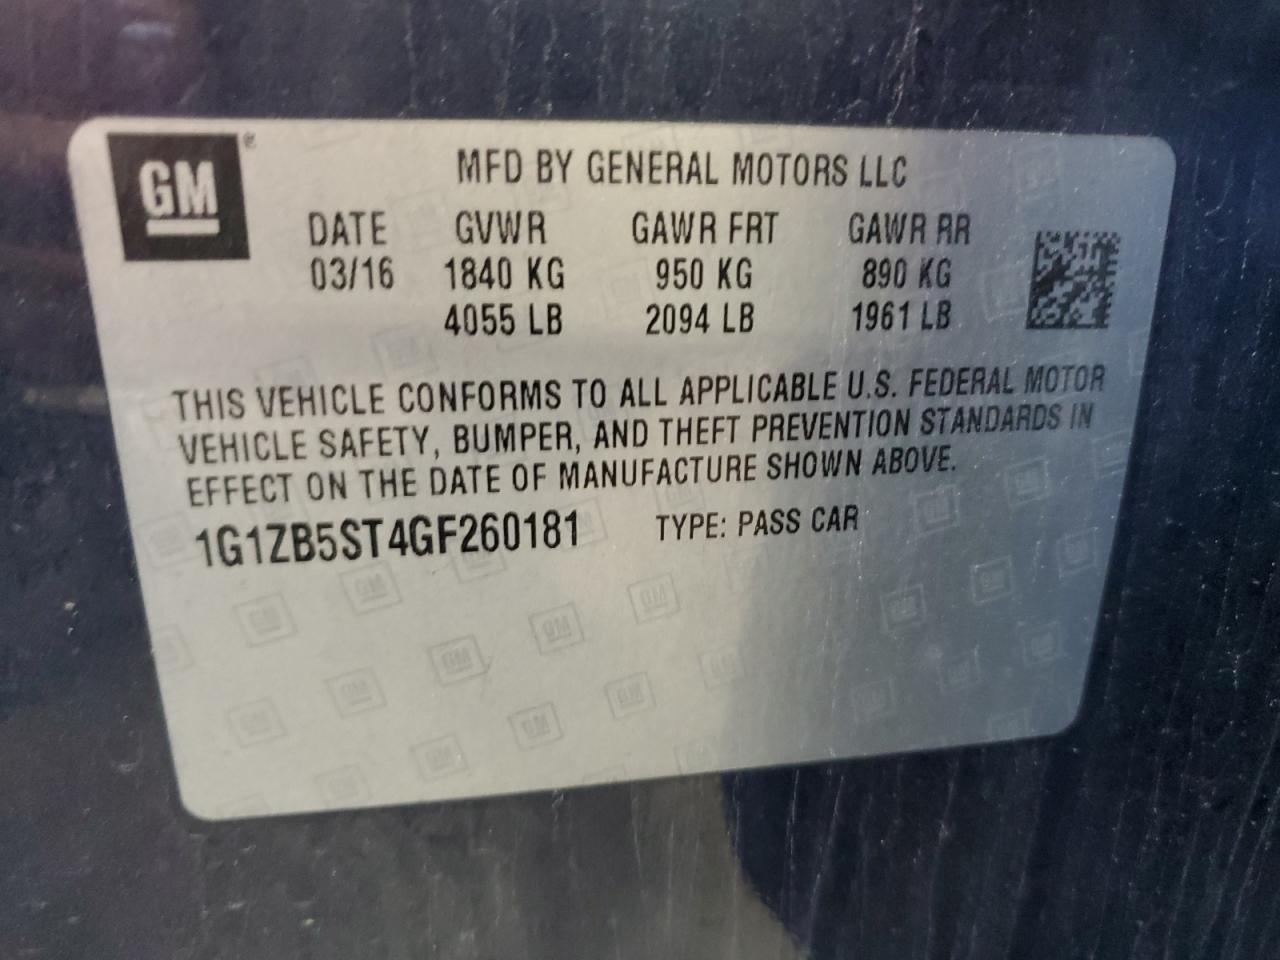 GM
MFD BY GENERAL MOTORS LLC
DATE GVWR GAWR FRT GAWR RR
03/16 1840 KG 950 KG 890 KG
4055 LB 2094 LB 1961 LB
THIS VEHICLE CONFORMS TO ALL APPLICABLE U.S. FEDERAL MOTOR
VEHICLE SAFETY, BUMPER, AND THEFT PREVENTION STANDARDS IN
EFFECT ON THE DATE OF MANUFACTURE SHOWN ABOVE.
1G1ZB5ST4GF260181 TYPE: PASS CAR